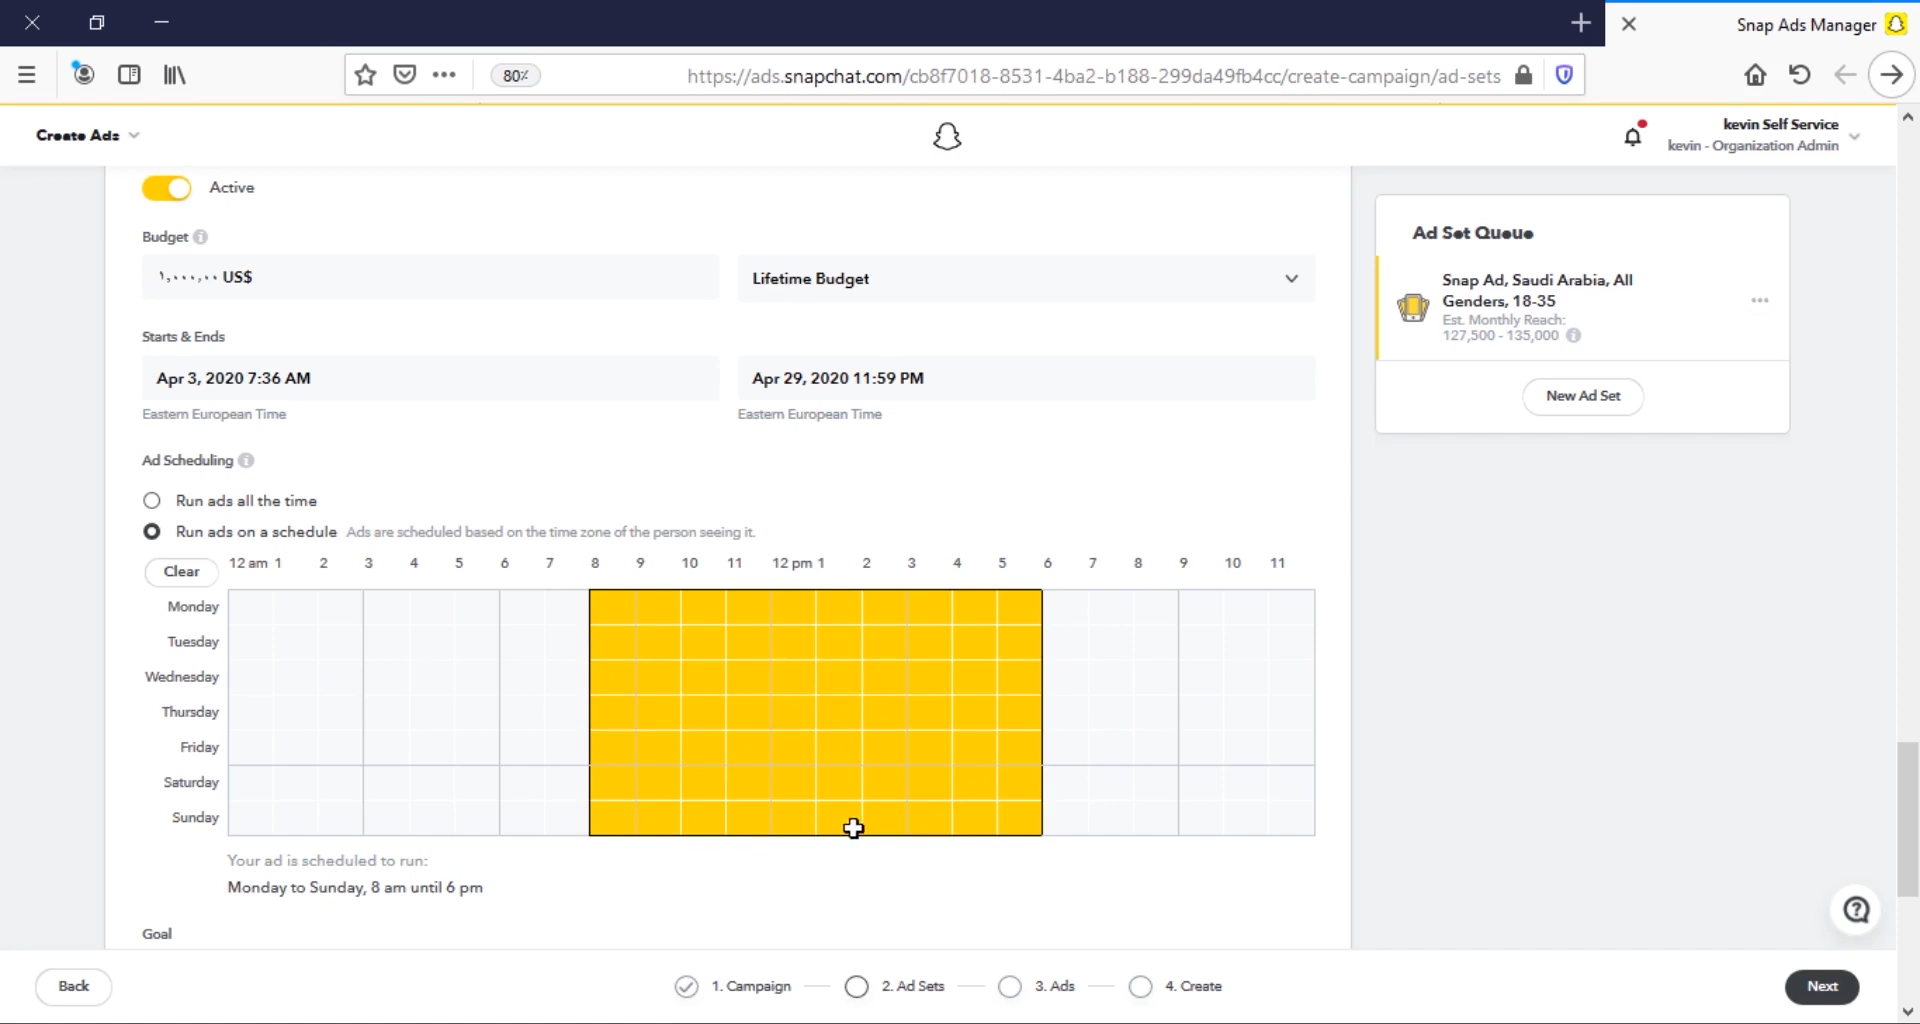 Snap Ads Manager
80%
https://ads.snapchat.com/cb8f7018-8531-4ba2-b188-299da49fb4cc/create-campaign/ad-sets
Create Ads
kevin Self Service
kevin - Organization Admin
Active
Budget
١,٠٠٠,٠٠ US$
Lifetime Budget
Starts & Ends
Apr 3, 2020 7:36 AM
Apr 29, 2020 11:59 PM
Eastern European Time
Eastern European Time
Ad Scheduling
Run ads all the time
Run ads on a schedule Ads are scheduled based on the time zone of the person seeing it.
Clear
12 am 1 2 3 4 5 6 7 8 9 10 11 12 pm 1 2 3 4 5 6 7 8 9 10 11
Monday
Tuesday
Wednesday
Thursday
Friday
Saturday
Sunday
Your ad is scheduled to run:
Monday to Sunday, 8 am until 6 pm
Goal
Ad Set Queue
Snap Ad, Saudi Arabia, All
Genders, 18-35
Est. Monthly Reach:
127,500 - 135,000
New Ad Set
Back
1. Campaign
2. Ad Sets
3. Ads
4. Create
Next